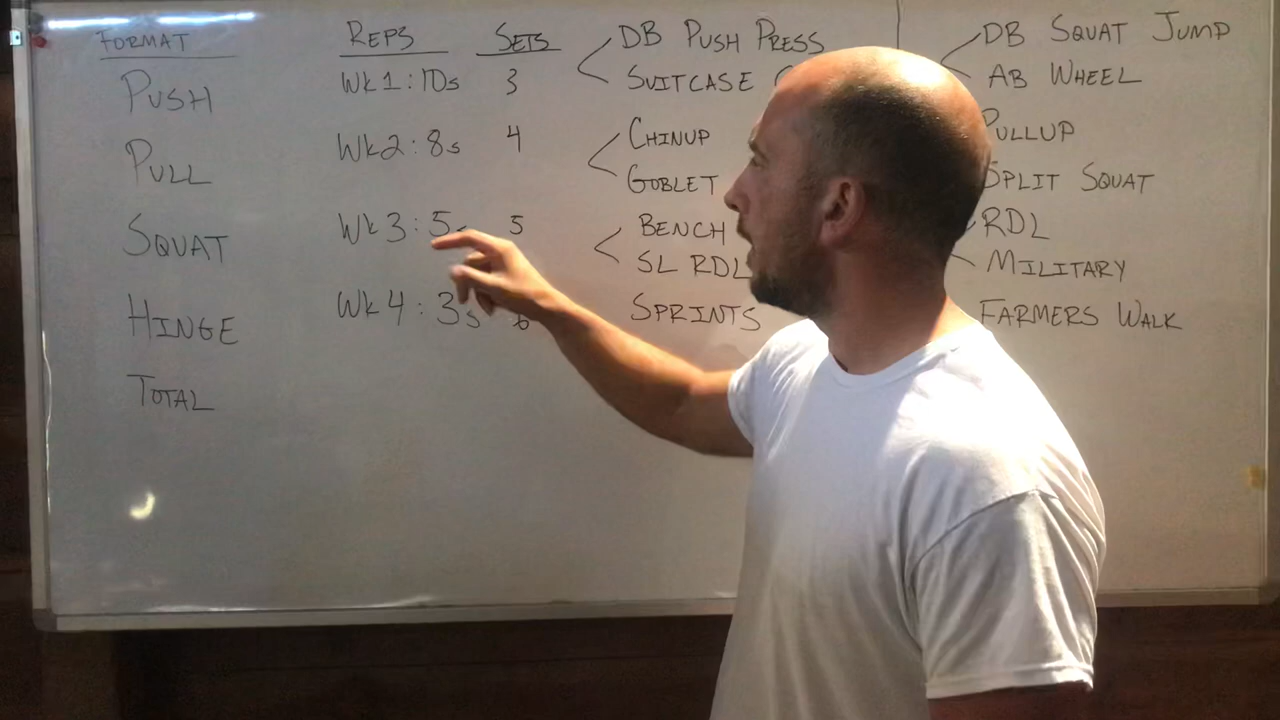 FORMAT
PUSH
PULL
SQUAT
HINGE
TOTAL
REPS SETS
Wk1: 10s 3
Wk2: 8s 4
Wk3: 5s 5
Wk4: 3s 6
DB PUSH PRESS
SUITCASE
CHINUP
GOBLET
BENCH
SL RDL
SPRINTS
DB SQUAT JUMP
AB WHEEL
PULLUP
SPLIT SQUAT
RDL
MILITARY
FARMERS WALK